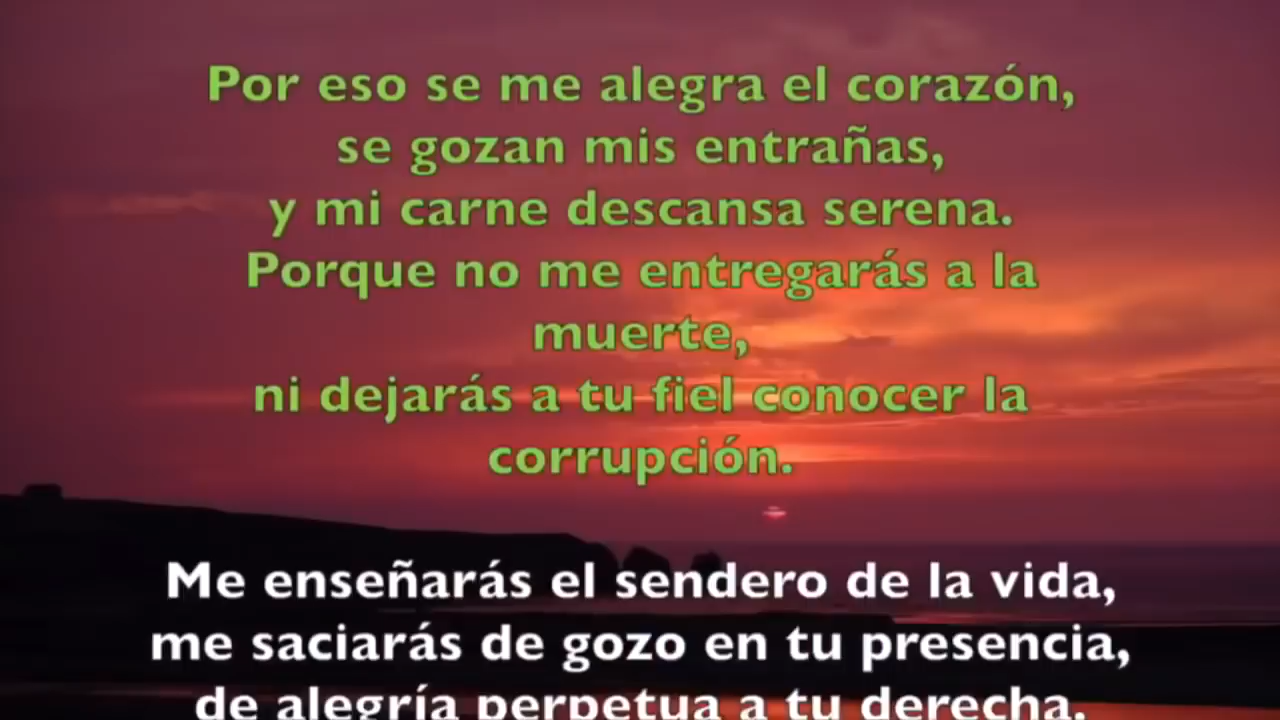 Por eso se me alegra el corazón,
se gozan mis entrañas,
y mi carne descansa serena.
Porque no me entregarás a la
muerte,
ni dejarás a tu fiel conocer la
corrupción.
Me enseñarás el sendero de la vida,
me saciarás de gozo en tu presencia,
de alegría perpetua a tu derecha.